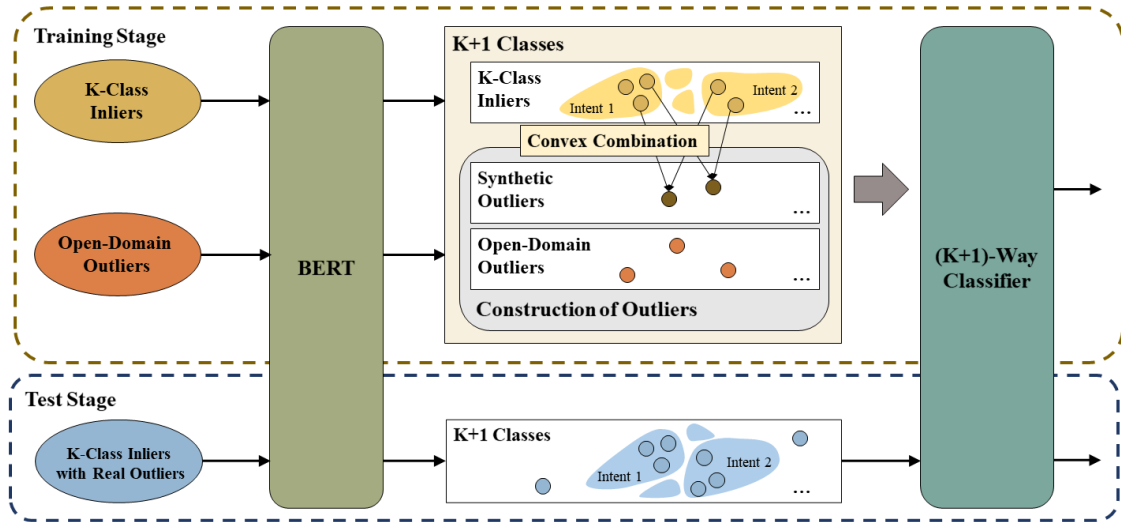 Training Stage
K-Class
Inliers
Open-Domain
Outliers
BERT
K+1 Classes
K-Class
Inliers
Intent 1
Intent 2
...
Convex Combination
Synthetic
Outliers
...
Open-Domain
Outliers
...
Construction of Outliers
(K+1)-Way
Classifier
Test Stage
K-Class Inliers
with Real Outliers
K+1 Classes
Intent 1
Intent 2
...